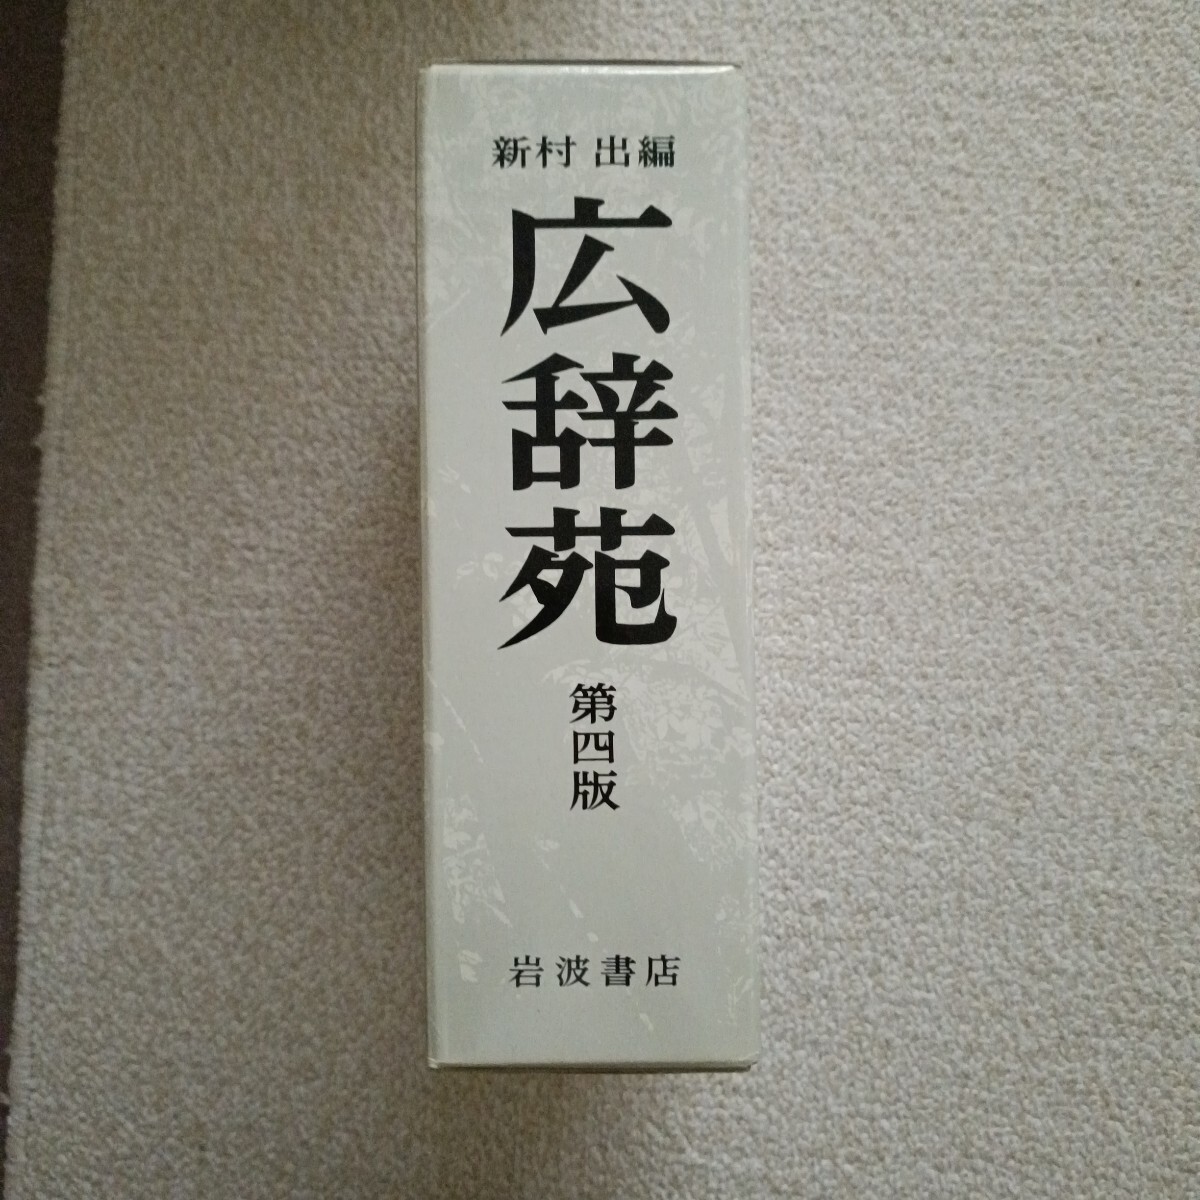 新村 出編
広辞苑
第四版
岩波書店